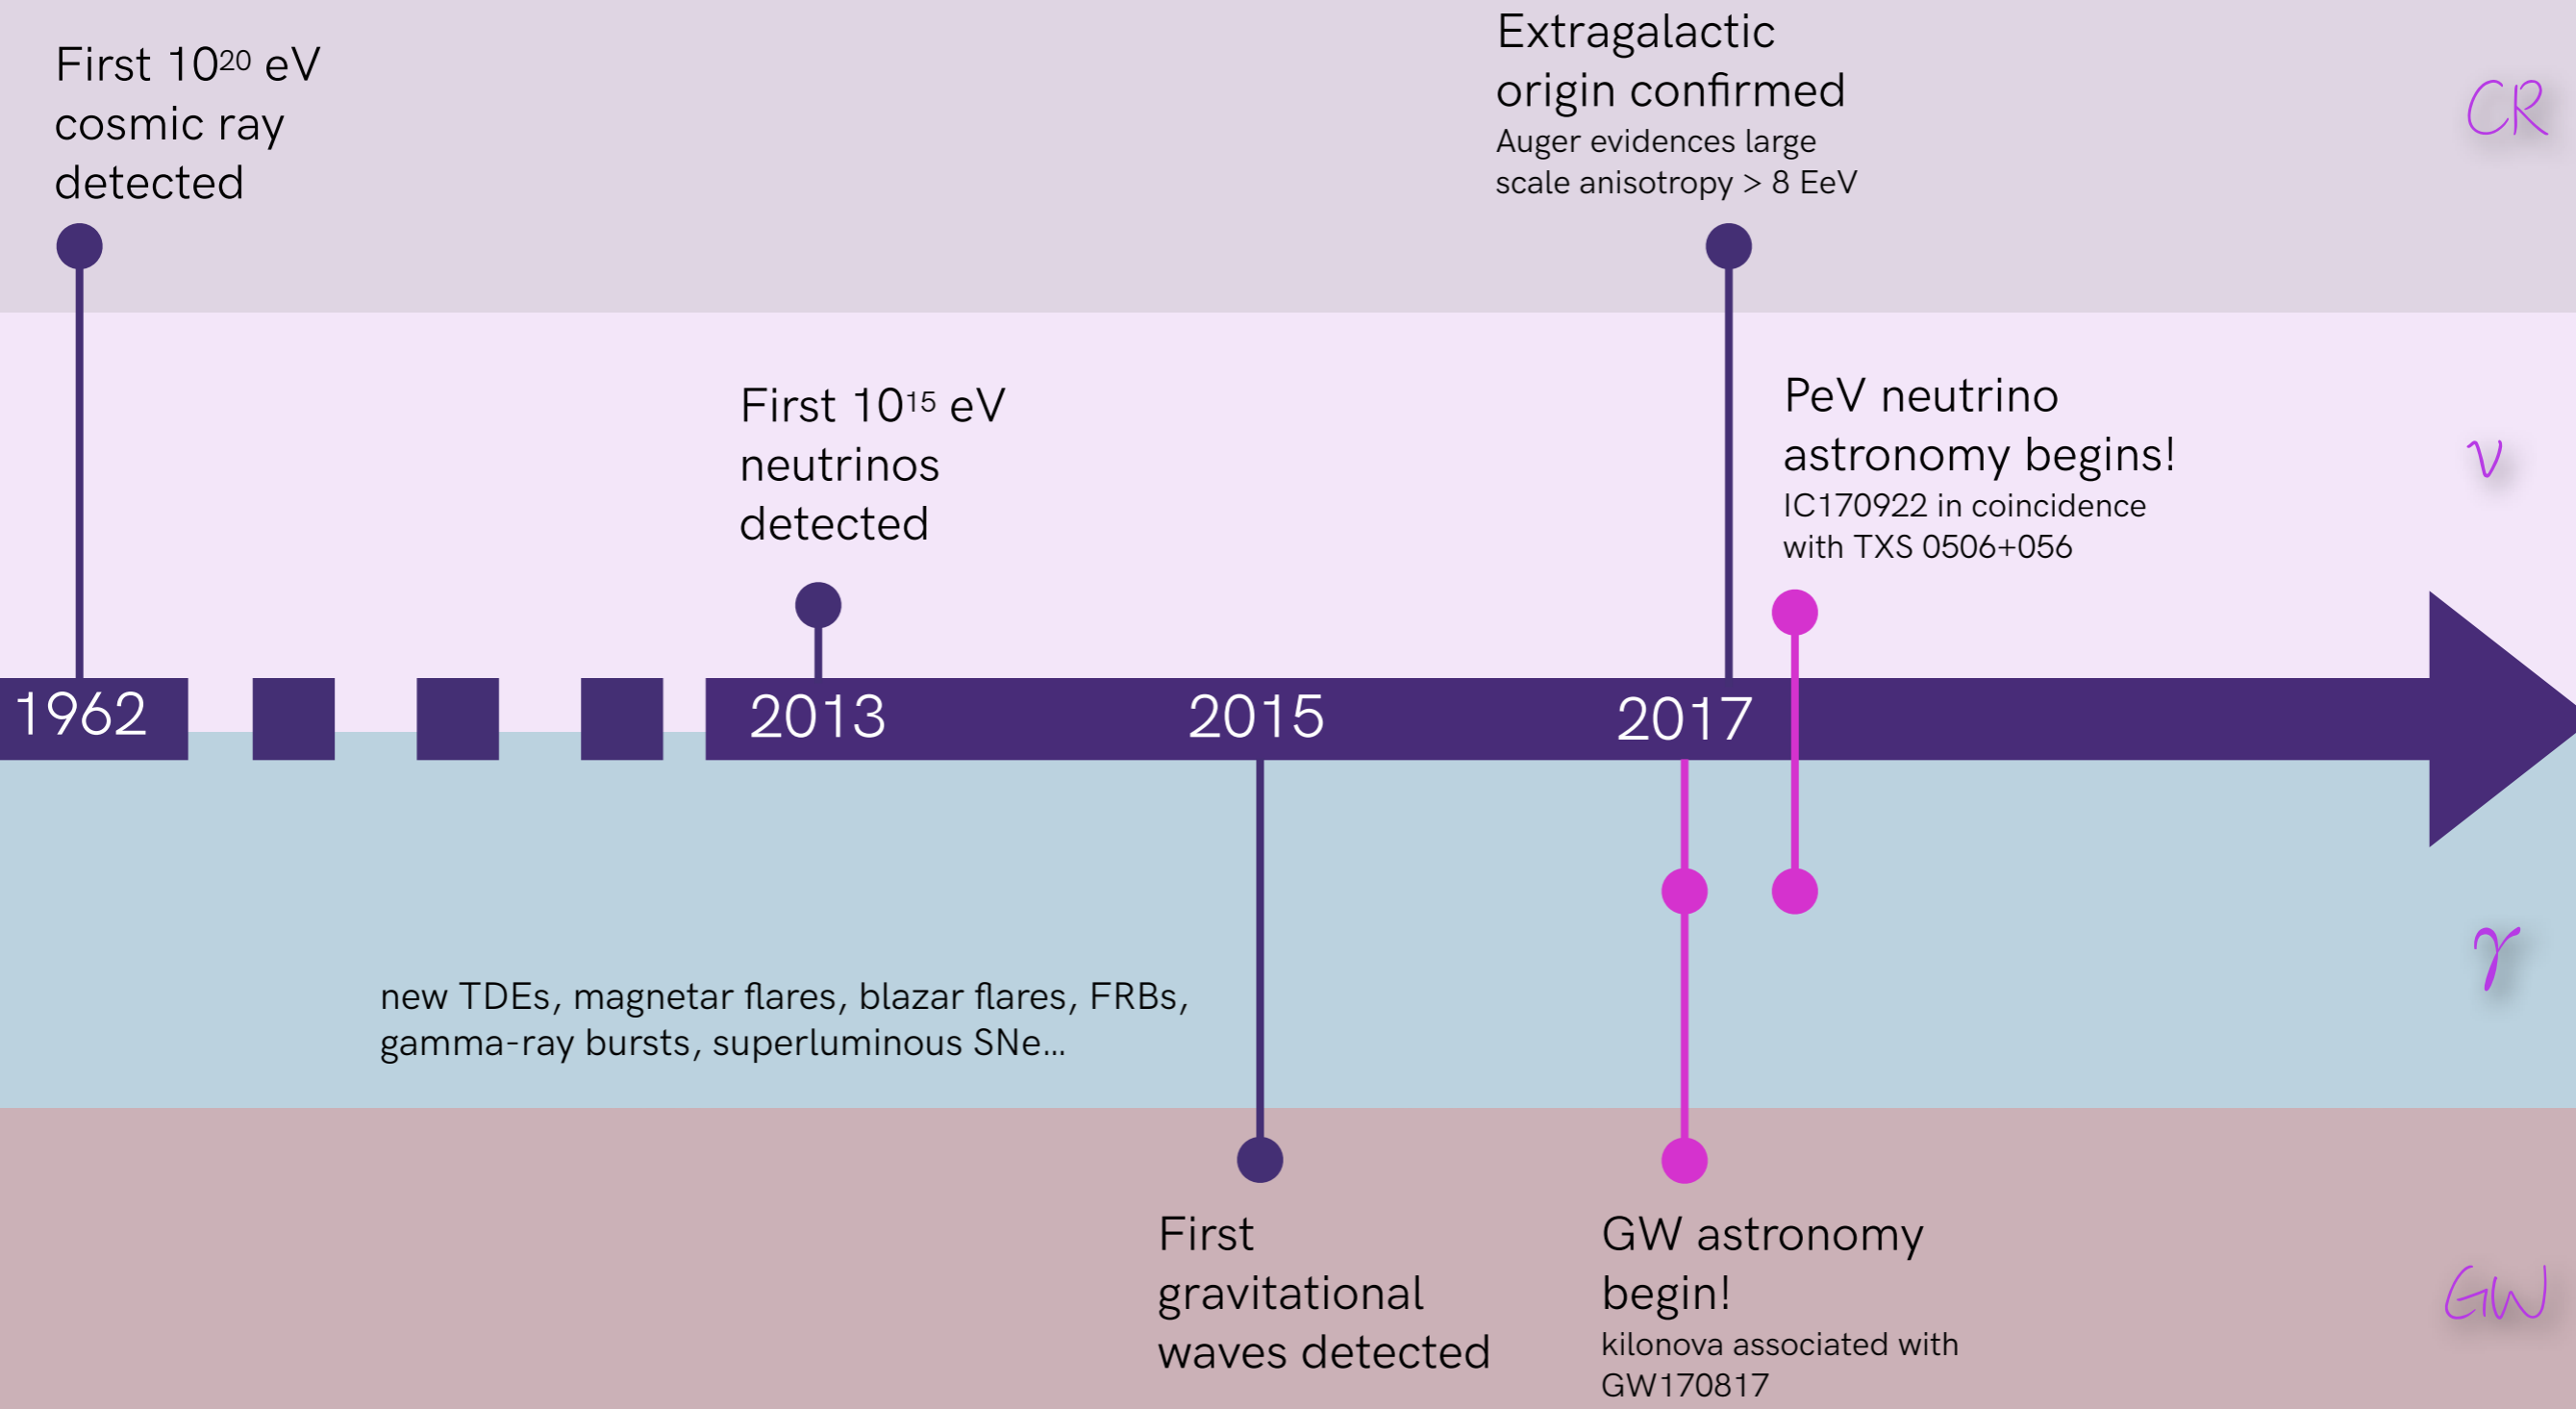 First 10²⁰ eV
cosmic ray
detected
Extragalactic
origin confirmed
Auger evidences large
scale anisotropy > 8 EeV
CR
First 10¹⁵ eV
neutrinos
detected
PeV neutrino
astronomy begins!
IC170922 in coincidence
with TXS 0506+056
ν
1962
2013
2015
2017
new TDEs, magnetar flares, blazar flares, FRBs,
gamma-ray bursts, superluminous SNe...
γ
First
gravitational
waves detected
GW astronomy
begin!
kilonova associated with
GW170817
GW